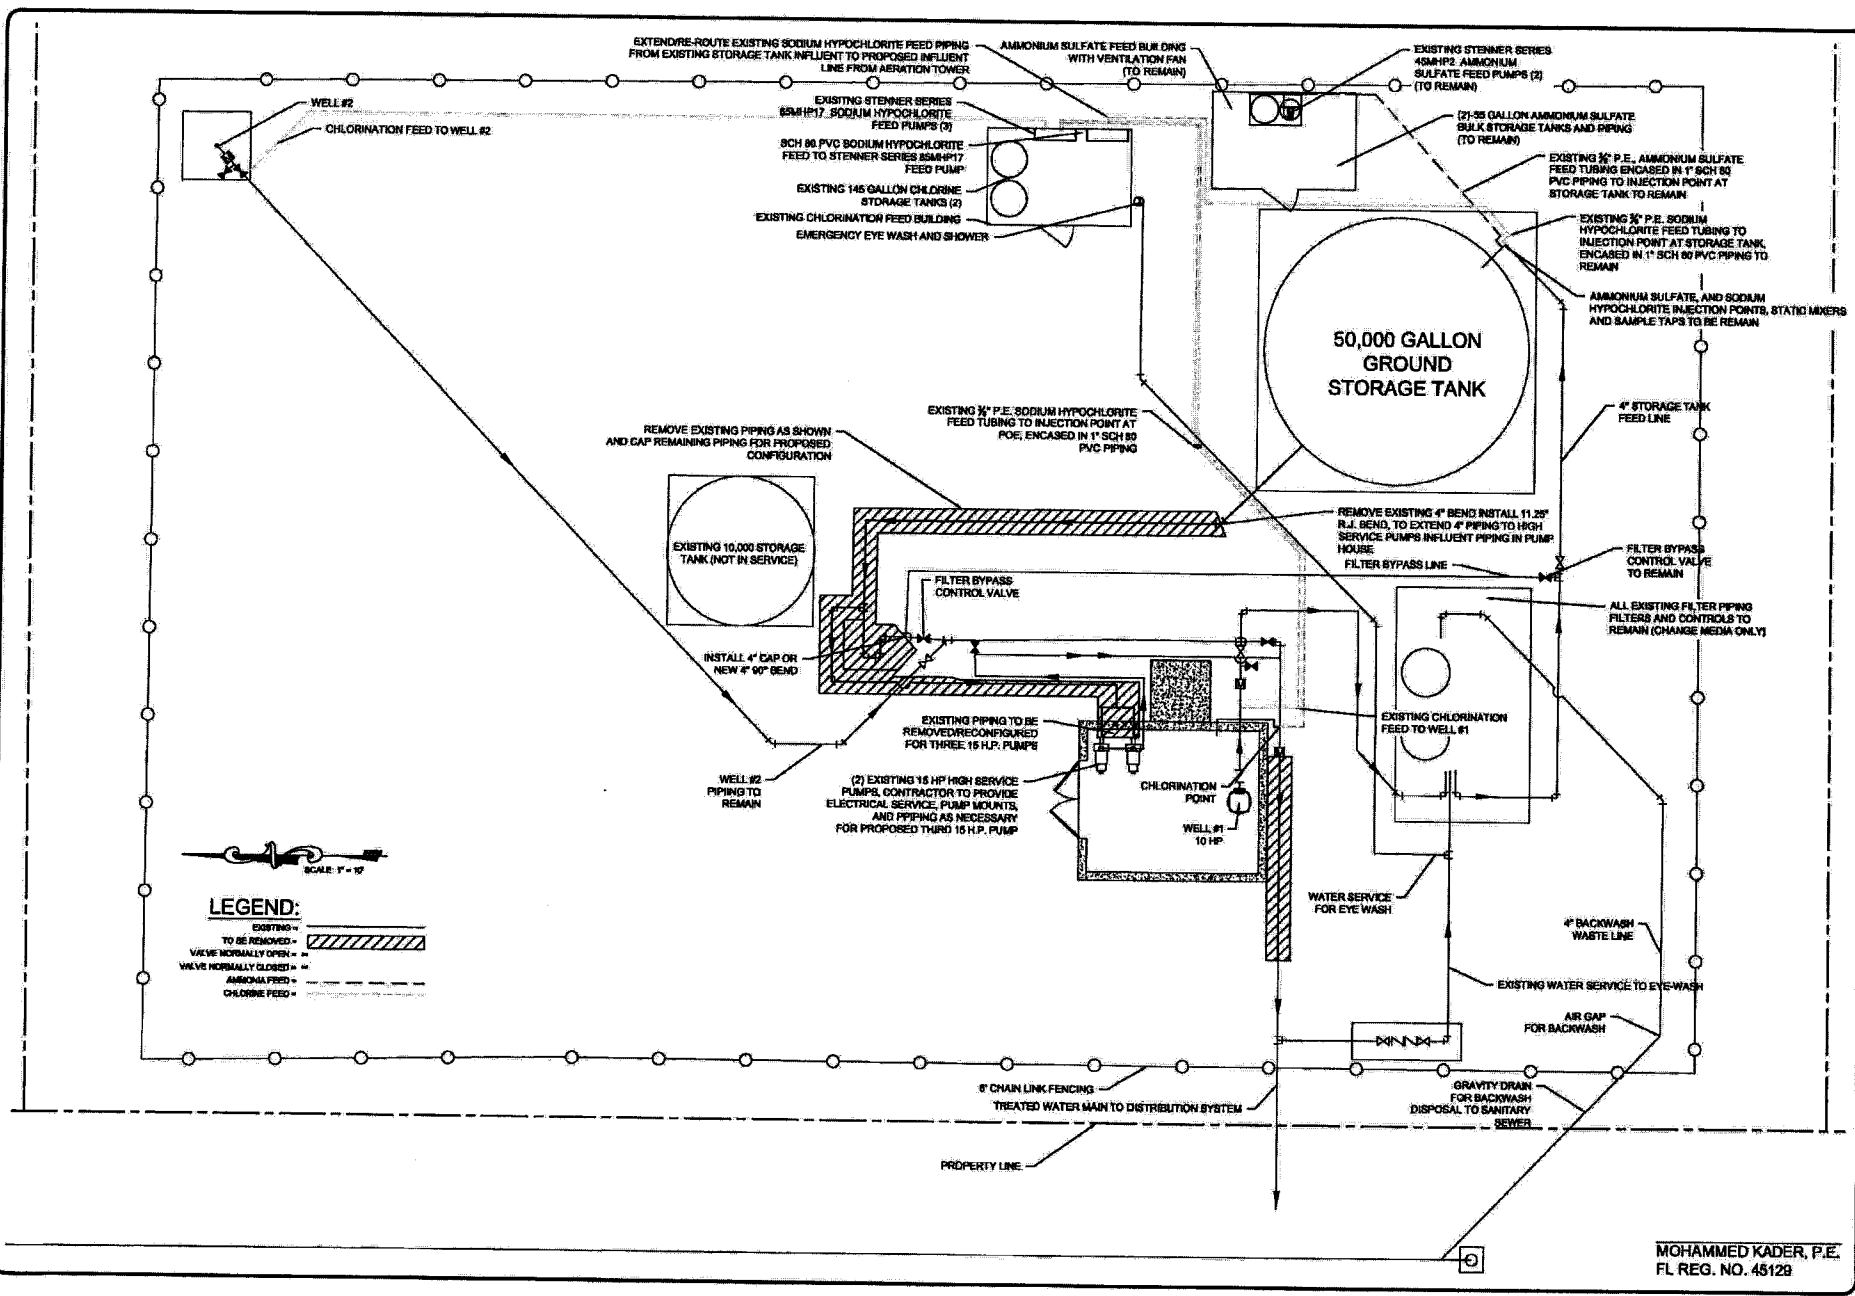 EXTEND/RE-ROUTE EXISTING SODIUM HYPOCHLORITE FEED PIPING
FROM EXISTING STORAGE TANK INFLUENT TO PROPOSED INFLUENT
LINE FROM AERATION TOWER
AMMONIUM SULFATE FEED BUILDING
WITH VENTILATION FAN
(TO REMAIN)
EXISTING STENNER SERIES
45MHP2 AMMONIUM
SULFATE FEED PUMPS (2)
(TO REMAIN)
WELL #2
CHLORINATION FEED TO WELL #2
EXISITNG STENNER SERIES
85MHP17 SODIUM HYPOCHLORITE
FEED PUMPS (3)
SCH 80 PVC SODIUM HYPOCHLORITE
FEED TO STENNER SERIES 85MHP17
FEED PUMP
EXISTING 145 GALLON CHLORINE
STORAGE TANKS (2)
EXISTING CHLORINATION FEED BUILDING
EMERGENCY EYE WASH AND SHOWER
(2)-55 GALLON AMMONIUM SULFATE
BULK STORAGE TANKS AND PIPING
(TO REMAIN)
EXISTING ⅜" P.E., AMMONIUM SULFATE
FEED TUBING ENCASED IN 1" SCH 80
PVC PIPING TO INJECTION POINT AT
STORAGE TANK TO REMAIN
EXISTING ⅜" P.E. SODIUM
HYPOCHLORITE FEED TUBING TO
INJECTION POINT AT STORAGE TANK,
ENCASED IN 1" SCH 80 PVC PIPING TO
REMAIN
AMMONIUM SULFATE, AND SODIUM
HYPOCHLORITE INJECTION POINTS, STATIC MIXERS
AND SAMPLE TAPS TO BE REMAIN
50,000 GALLON
GROUND
STORAGE TANK
4" STORAGE TANK
FEED LINE
EXISTING ⅜" P.E. SODIUM HYPOCHLORITE
FEED TUBING TO INJECTION POINT AT
POE, ENCASED IN 1" SCH 80
PVC PIPING
REMOVE EXISTING PIPING AS SHOWN
AND CAP REMAINING PIPING FOR PROPOSED
CONFIGURATION
EXISTING 10,000 STORAGE
TANK (NOT IN SERVICE)
REMOVE EXISTING 4" BEND INSTALL 11.25°
R.J. BEND, TO EXTEND 4" PIPING TO HIGH
SERVICE PUMPS INFLUENT PIPING IN PUMP
HOUSE
FILTER BYPASS LINE
FILTER BYPASS
CONTROL VALVE
TO REMAIN
FILTER BYPASS
CONTROL VALVE
ALL EXISTING FILTER PIPING
FILTERS AND CONTROLS TO
REMAIN (CHANGE MEDIA ONLY)
INSTALL 4" CAP OR
NEW 4" 90° BEND
EXISTING PIPING TO BE
REMOVED/RECONFIGURED
FOR THREE 15 H.P. PUMPS
EXISTING CHLORINATION
FEED TO WELL #1
WELL #2
PIPIING TO
REMAIN
(2) EXISTING 15 HP HIGH SERVICE
PUMPS, CONTRACTOR TO PROVIDE
ELECTRICAL SERVICE, PUMP MOUNTS,
AND PPIPING AS NECESSARY
FOR PROPOSED THIRD 15 H.P. PUMP
CHLORINATION
POINT
WELL #1
10 HP
M
SCALE: 1" = 10'
LEGEND:
EXISTING =
TO BE REMOVED =
VALVE NORMALLY OPEN =
VALVE NORMALLY CLOSED =
AMMONIA FEED =
CHLORINE FEED =
WATER SERVICE
FOR EYE WASH
4" BACKWASH
WASTE LINE
EXISTING WATER SERVICE TO EYE-WASH
AIR GAP
FOR BACKWASH
6' CHAIN LINK FENCING
TREATED WATER MAIN TO DISTRIBUTION SYSTEM
GRAVITY DRAIN
FOR BACKWASH
DISPOSAL TO SANITARY
SEWER
PROPERTY LINE
MOHAMMED KADER, P.E.
FL REG. NO. 45129